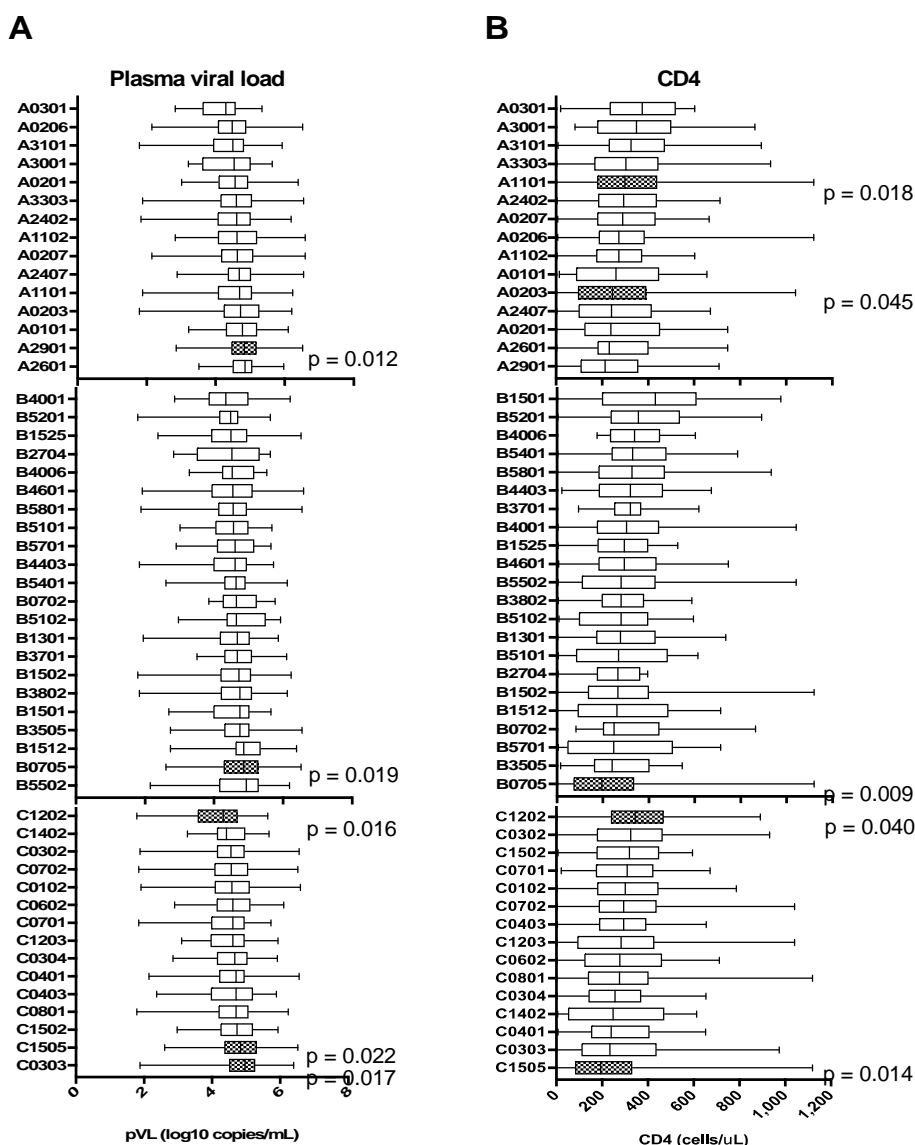 A
B
Plasma viral load
CD4
A0301
A0206
A3101
A3001
A0201
A3303
A2402
A1102
A0207
A2407
A1101
A0203
A0101
A2901
p = 0.012
A2601
B4001
B5201
B1525
B2704
B4006
B4601
B5801
B5101
B5701
B4403
B5401
B0702
B5102
B1301
B3701
B1502
B3802
B1501
B3505
B1512
B0705
p = 0.019
B5502
C1202
p = 0.016
C1402
C0302
C0702
C0102
C0602
C0701
C1203
C0304
C0401
C0403
C0801
C1502
C1505
p = 0.022
C0303
p = 0.017
0
2
4
6
8
pVL (log10 copies/mL)
A0301
A3001
A3101
A3303
A1101
p = 0.018
A2402
A0207
A0206
A1102
A0101
A0203
p = 0.045
A2407
A0201
A2601
A2901
B1501
B5201
B4006
B5401
B5801
B4403
B3701
B4001
B1525
B4601
B5502
B3802
B5102
B1301
B5101
B2704
B1502
B1512
B0702
B5701
B3505
B0705
p = 0.009
C1202
p = 0.040
C0302
C1502
C0701
C0102
C0702
C0403
C1203
C0602
C0801
C0304
C1402
C0401
C0303
C1505
p = 0.014
0
200
400
600
800
1,000
1,200
CD4 (cells/uL)